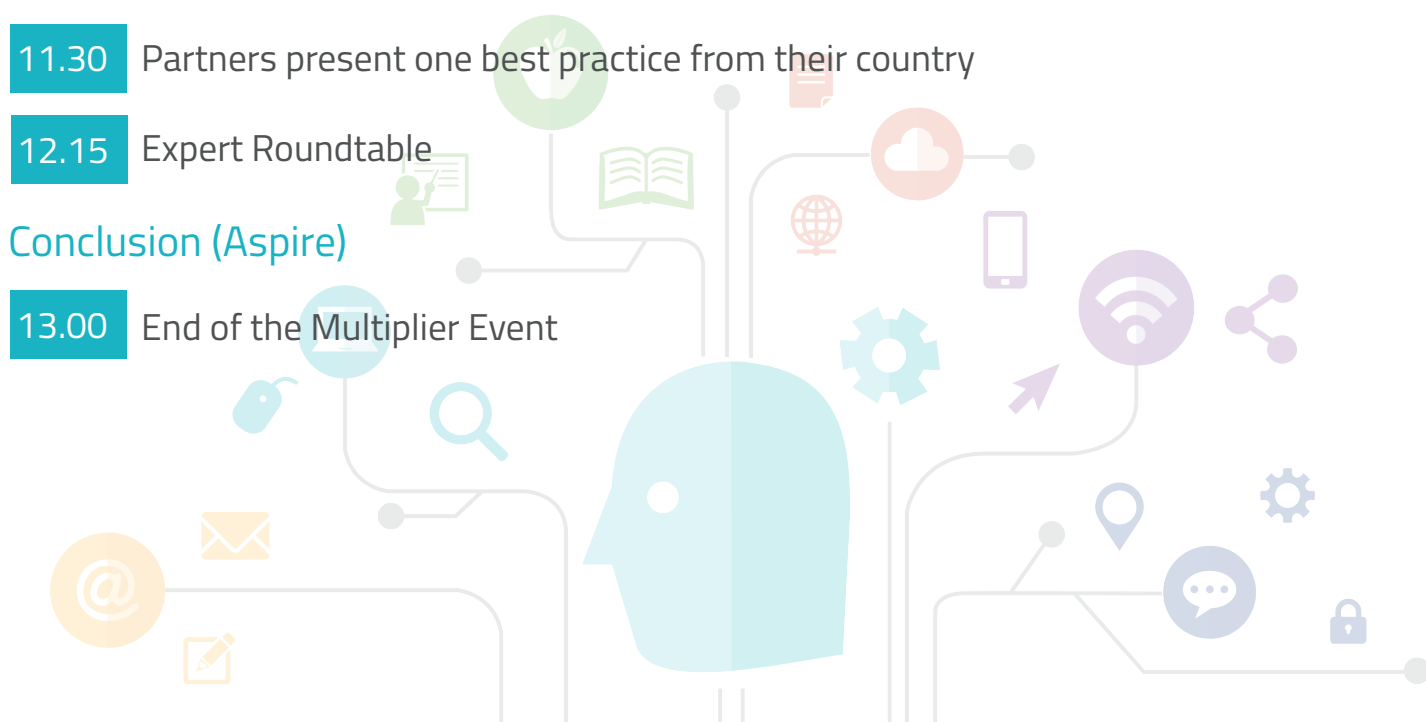 11.30 Partners present one best practice from their country
12.15 Expert Roundtable
Conclusion (Aspire)
13.00 End of the Multiplier Event
@